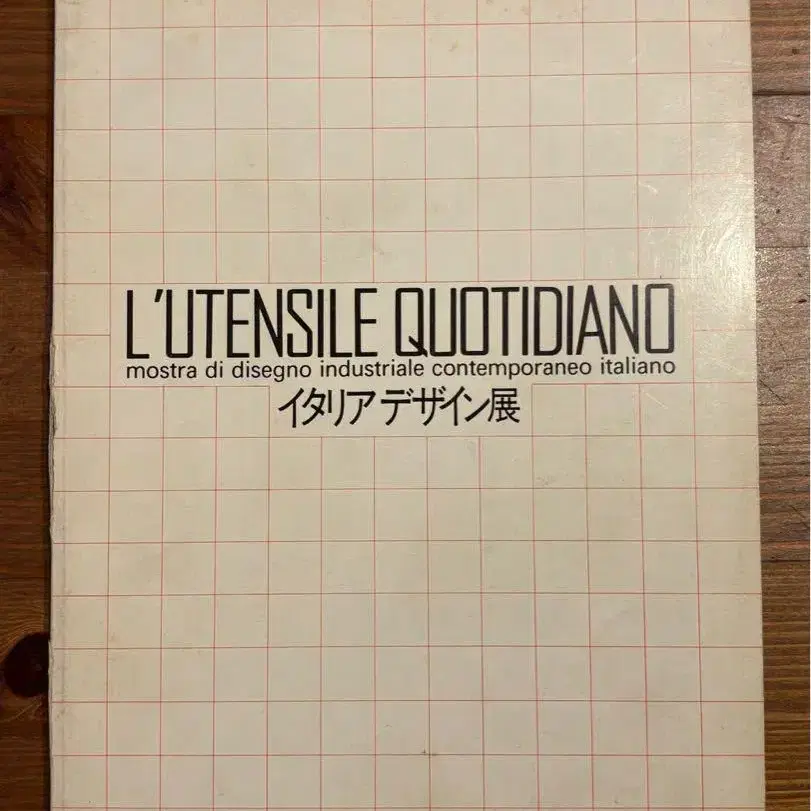 L'UTENSILE QUOTIDIANO
mostra di disegno industriale contemporaneo italiano
イタリアデザイン展